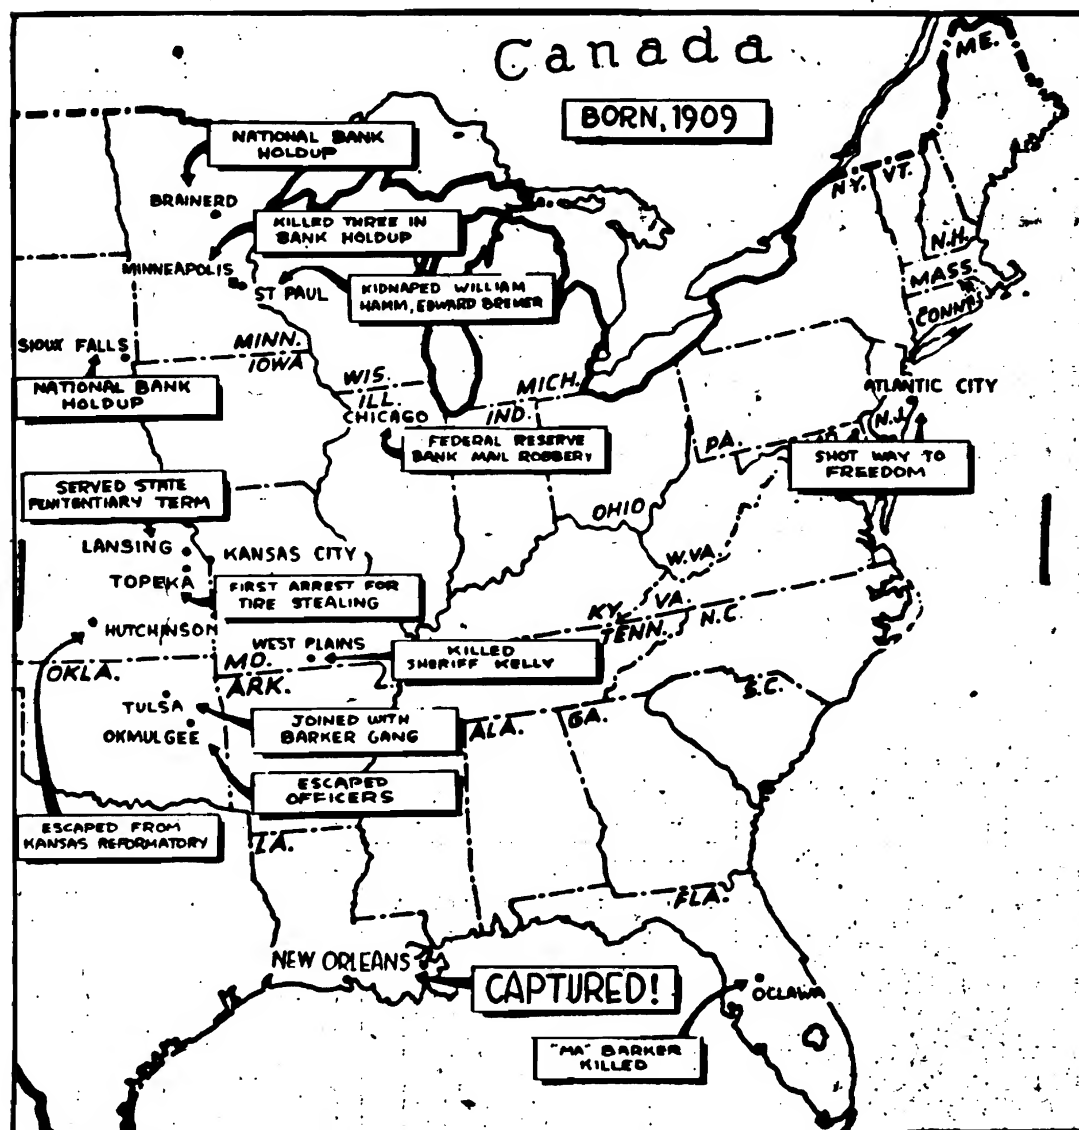 Canada
ME.
BORN, 1909
NATIONAL BANK
HOLDUP
N.Y.
VT.
BRAINERD
KILLED THREE IN
BANK HOLDUP
N.H.
MINNEAPOLIS
MASS.
ST PAUL
KIDNAPED WILLIAM
HAMM, EDWARD BREMER
CONN.
SIOUX FALLS
MINN.
IOWA
NATIONAL BANK
HOLDUP
WIS.
ILL.
MICH.
ATLANTIC CITY
CHICAGO
IND.
N.J.
FEDERAL RESERVE
BANK MAIL ROBBERY
PA.
SHOT WAY TO
FREEDOM
SERVED STATE
PENITENTIARY TERM
OHIO
LANSING
KANSAS CITY
W.VA.
TOPEKA
FIRST ARREST FOR
TIRE STEALING
KY.
VA.
HUTCHINSON
TENN.
N.C.
WEST PLAINS
KILLED
SHERIFF KELLY
OKLA.
MO.
ARK.
S.C.
TULSA
JOINED WITH
BARKER GANG
ALA.
GA.
OKMULGEE
ESCAPED
OFFICERS
ESCAPED FROM
KANSAS REFORMATORY
LA.
FLA.
NEW ORLEANS
CAPTURED!
OCLAWA
"MA" BARKER
KILLED